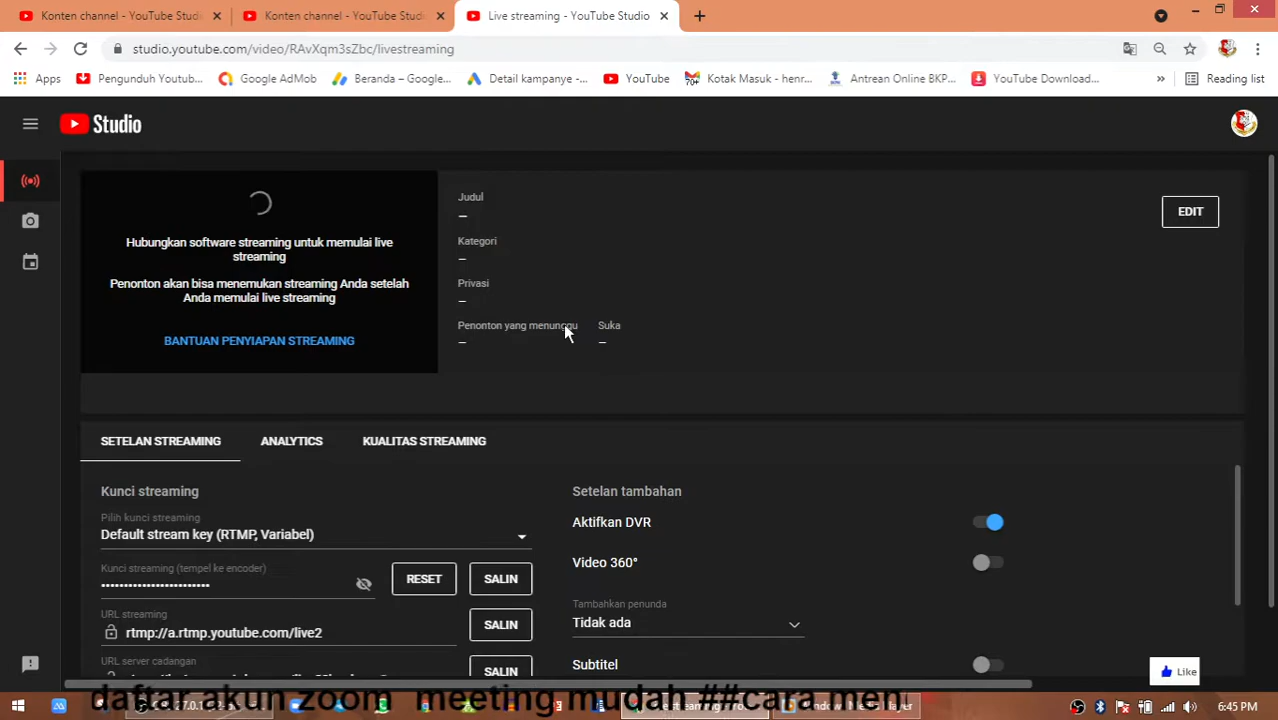 Konten channel - YouTube Studi
Konten channel - YouTube Studi
Live streaming - YouTube Studio
studio.youtube.com/video/RAvXqm3sZbc/livestreaming
Apps
Pengunduh Youtub...
Google AdMob
Beranda – Google...
Detail kampanye -...
YouTube
Kotak Masuk - henr...
Antrean Online BKP...
YouTube Download...
»
Reading list
Studio
Hubungkan software streaming untuk memulai live
streaming
Penonton akan bisa menemukan streaming Anda setelah
Anda memulai live streaming
BANTUAN PENYIAPAN STREAMING
Judul
–
Kategori
–
Privasi
–
Penonton yang menunggu
Suka
–
–
EDIT
SETELAN STREAMING
ANALYTICS
KUALITAS STREAMING
Kunci streaming
Pilih kunci streaming
Default stream key (RTMP, Variabel)
Kunci streaming (tempel ke encoder)
••••••••••••••••••••••••
RESET
SALIN
URL streaming
rtmp://a.rtmp.youtube.com/live2
SALIN
URL server cadangan
SALIN
Setelan tambahan
Aktifkan DVR
Video 360°
Tambahkan penunda
Tidak ada
Subtitel
Like
daftar akun zoom meeting mudah ##cara men
6:45 PM